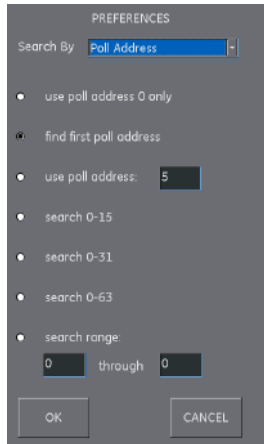 PREFERENCES
Search By Poll Address
use poll address 0 only
find first poll address
use poll address: 5
search 0-15
search 0-31
search 0-63
search range:
0 through 0
OK CANCEL